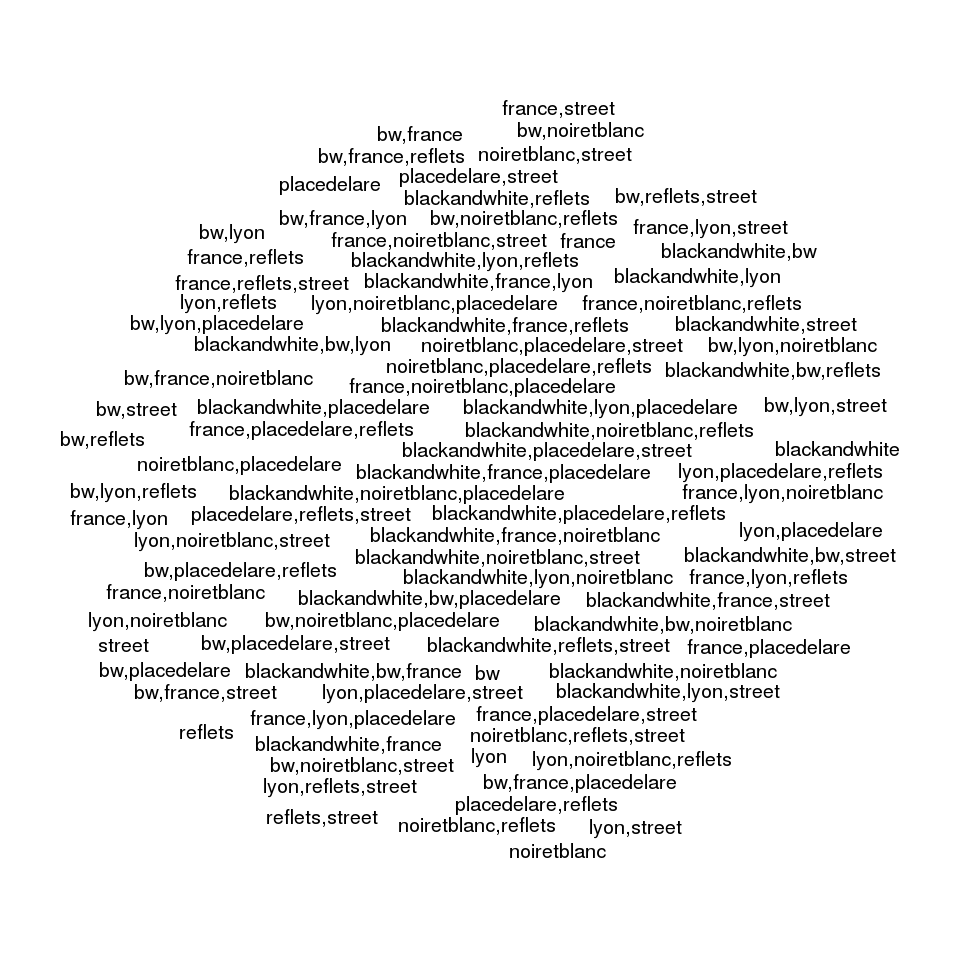 france,street
bw,france
bw,noiretblanc
bw,france,reflets
noiretblanc,street
placedelare
placedelare,street
blackandwhite,reflets
bw,reflets,street
bw,france,lyon
bw,noiretblanc,reflets
france,lyon,street
bw,lyon
france,noiretblanc,street
france
blackandwhite,bw
france,reflets
blackandwhite,lyon,reflets
france,reflets,street
blackandwhite,france,lyon
blackandwhite,lyon
lyon,reflets
lyon,noiretblanc,placedelare
france,noiretblanc,reflets
bw,lyon,placedelare
blackandwhite,france,reflets
blackandwhite,street
blackandwhite,bw,lyon
noiretblanc,placedelare,street
bw,lyon,noiretblanc
noiretblanc,placedelare,reflets
blackandwhite,bw,reflets
bw,france,noiretblanc
france,noiretblanc,placedelare
bw,street
blackandwhite,placedelare
blackandwhite,lyon,placedelare
bw,lyon,street
france,placedelare,reflets
blackandwhite,noiretblanc,reflets
bw,reflets
blackandwhite,placedelare,street
blackandwhite
noiretblanc,placedelare
blackandwhite,france,placedelare
lyon,placedelare,reflets
bw,lyon,reflets
blackandwhite,noiretblanc,placedelare
france,lyon,noiretblanc
france,lyon
placedelare,reflets,street
blackandwhite,placedelare,reflets
lyon,placedelare
lyon,noiretblanc,street
blackandwhite,france,noiretblanc
blackandwhite,noiretblanc,street
blackandwhite,bw,street
bw,placedelare,reflets
blackandwhite,lyon,noiretblanc
france,lyon,reflets
france,noiretblanc
blackandwhite,bw,placedelare
blackandwhite,france,street
lyon,noiretblanc
bw,noiretblanc,placedelare
blackandwhite,bw,noiretblanc
street
bw,placedelare,street
blackandwhite,reflets,street
france,placedelare
bw,placedelare
blackandwhite,bw,france
bw
blackandwhite,noiretblanc
bw,france,street
lyon,placedelare,street
blackandwhite,lyon,street
france,lyon,placedelare
france,placedelare,street
reflets
noiretblanc,reflets,street
blackandwhite,france
lyon
lyon,noiretblanc,reflets
bw,noiretblanc,street
lyon,reflets,street
bw,france,placedelare
placedelare,reflets
reflets,street
noiretblanc,reflets
lyon,street
noiretblanc